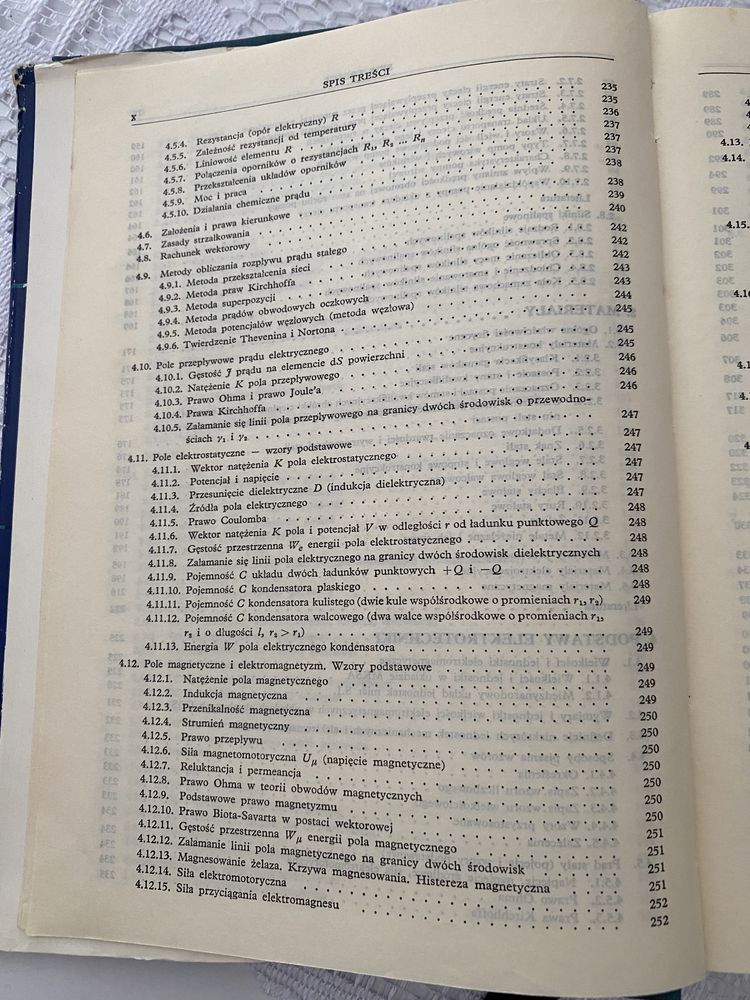 SPIS TREŚCI
X
4.5.4. Rezystancja (opór elektryczny) R 235
4.5.5. Zależność rezystancji od temperatury 235
4.5.6. Liniowość elementu R 236
4.5.7. Połączenia oporników o rezystancjach R1, R2 ... Rn 237
4.5.8. Przekształcenia układów oporników 237
4.5.9. Moc i praca 237
4.5.10. Działania chemiczne prądu 238
4.6. Założenia i prawa kierunkowe 238
4.7. Zasady strzałkowania 239
4.8. Rachunek wektorowy 240
4.9. Metody obliczania rozpływu prądu stałego 242
4.9.1. Metoda przekształcenia sieci 242
4.9.2. Metoda praw Kirchhoffa 242
4.9.3. Metoda superpozycji 243
4.9.4. Metoda prądów obwodowych oczkowych 243
4.9.5. Metoda potencjałów węzłowych (metoda węzłowa) 244
4.9.6. Twierdzenie Thevenina i Nortona 245
4.10. Pole przepływowe prądu elektrycznego 245
4.10.1. Gęstość J prądu na elemencie dS powierzchni 245
4.10.2. Natężenie K pola przepływowego 246
4.10.3. Prawo Ohma i prawo Joule'a 246
4.10.4. Prawa Kirchhoffa 246
4.10.5. Załamanie się linii pola przepływowego na granicy dwóch środowisk o przewodno-
ściach γ1 i γ2 247
4.11. Pole elektrostatyczne — wzory podstawowe 247
4.11.1. Wektor natężenia K pola elektrostatycznego 247
4.11.2. Potencjał i napięcie 247
4.11.3. Przesunięcie dielektryczne D (indukcja dielektryczna) 247
4.11.4. Źródła pola elektrycznego 247
4.11.5. Prawo Coulomba 248
4.11.6. Wektor natężenia K pola i potencjał V w odległości r od ładunku punktowego Q 248
4.11.7. Gęstość przestrzenna We energii pola elektrostatycznego 248
4.11.8. Załamanie się linii pola elektrycznego na granicy dwóch środowisk dielektrycznych 248
4.11.9. Pojemność C układu dwóch ładunków punktowych +Q i —Q 248
4.11.10. Pojemność C kondensatora płaskiego 248
4.11.11. Pojemność C kondensatora kulistego (dwie kule współśrodkowe o promieniach r1, r2) 249
4.11.12. Pojemność C kondensatora walcowego (dwa walce współśrodkowe o promieniach r1,
r2 i o długości l, r2 > r1) 249
4.11.13. Energia W pola elektrycznego kondensatora 249
4.12. Pole magnetyczne i elektromagnetyzm. Wzory podstawowe 249
4.12.1. Natężenie pola magnetycznego 249
4.12.2. Indukcja magnetyczna 249
4.12.3. Przenikalność magnetyczna 250
4.12.4. Strumień magnetyczny 250
4.12.5. Prawo przepływu 250
4.12.6. Siła magnetomotoryczna Uμ (napięcie magnetyczne) 250
4.12.7. Reluktancja i permeancja 250
4.12.8. Prawo Ohma w teorii obwodów magnetycznych 250
4.12.9. Podstawowe prawo magnetyzmu 250
4.12.10. Prawo Biota-Savarta w postaci wektorowej 251
4.12.11. Gęstość przestrzenna Wμ energii pola magnetycznego 251
4.12.12. Załamanie linii pola magnetycznego na granicy dwóch środowisk 251
4.12.13. Magnesowanie żelaza. Krzywa magnesowania. Histereza magnetyczna 251
4.12.14. Siła elektromotoryczna 252
4.12.15. Siła przyciągania elektromagnesu 252
4.13.
4.14.
4.15.